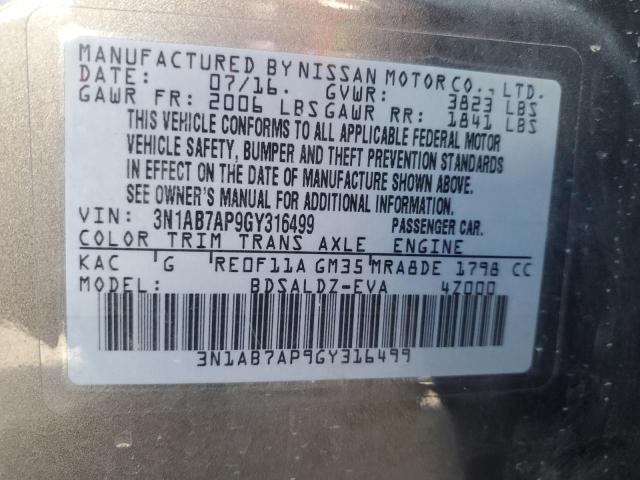 MANUFACTURED BY NISSAN MOTOR CO., LTD.
DATE: 07/16. GVWR: 3823 LBS
GAWR FR: 2006 LBS GAWR RR: 1841 LBS
THIS VEHICLE CONFORMS TO ALL APPLICABLE FEDERAL MOTOR
VEHICLE SAFETY, BUMPER AND THEFT PREVENTION STANDARDS
IN EFFECT ON THE DATE OF MANUFACTURE SHOWN ABOVE.
SEE OWNER'S MANUAL FOR ADDITIONAL INFORMATION.
VIN: 3N1AB7AP9GY316499 PASSENGER CAR.
COLOR TRIM TRANS AXLE ENGINE
KAC G RE0F11A GM35 MRA8DE 1798 CC
MODEL: BDSALDZ-EVA 4Z000
3N1AB7AP9GY316499